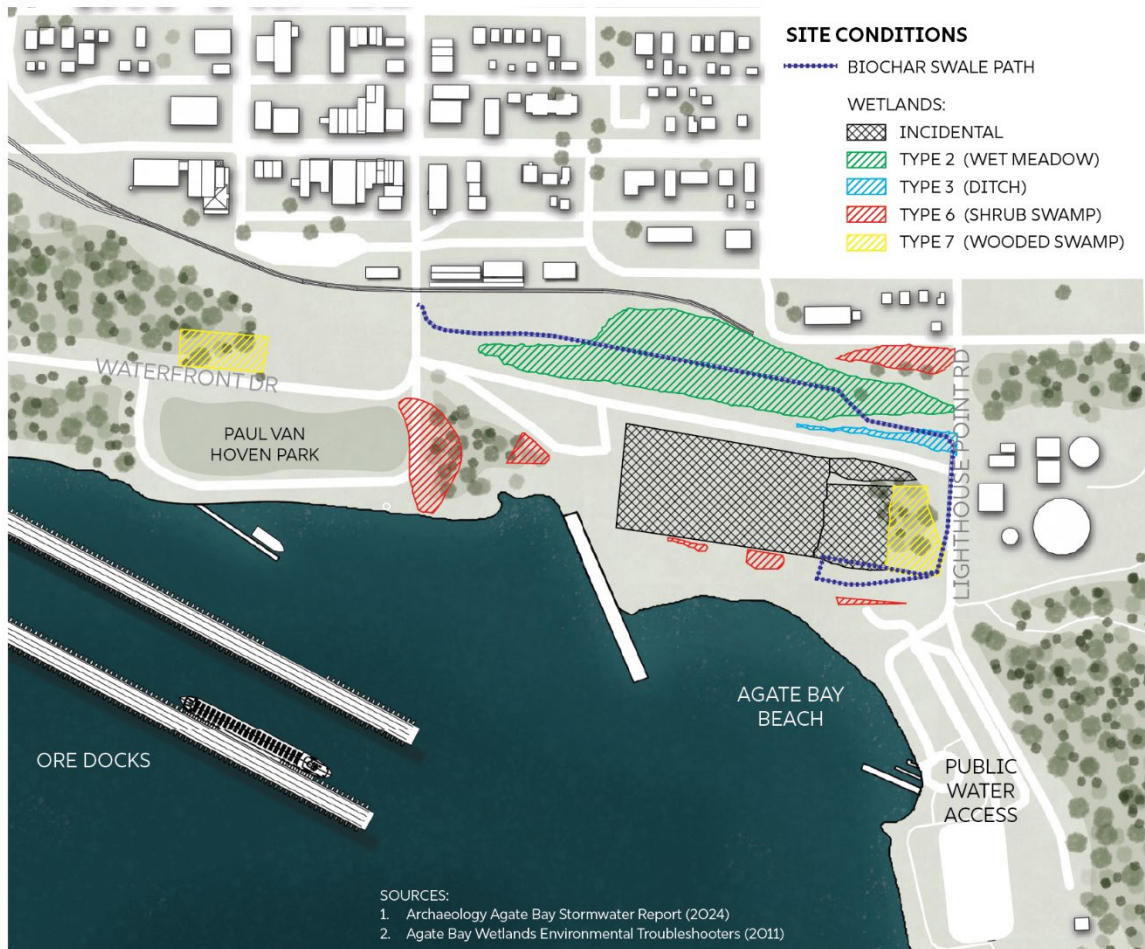 SITE CONDITIONS
BIOCHAR SWALE PATH
WETLANDS:
INCIDENTAL
TYPE 2 (WET MEADOW)
TYPE 3 (DITCH)
TYPE 6 (SHRUB SWAMP)
TYPE 7 (WOODED SWAMP)
WATERFRONT DR
LIGHTHOUSE POINT RD
PAUL VAN
HOVEN PARK
AGATE BAY
BEACH
ORE DOCKS
PUBLIC
WATER
ACCESS
SOURCES:
1. Archaeology Agate Bay Stormwater Report (2024)
2. Agate Bay Wetlands Environmental Troubleshooters (2011)